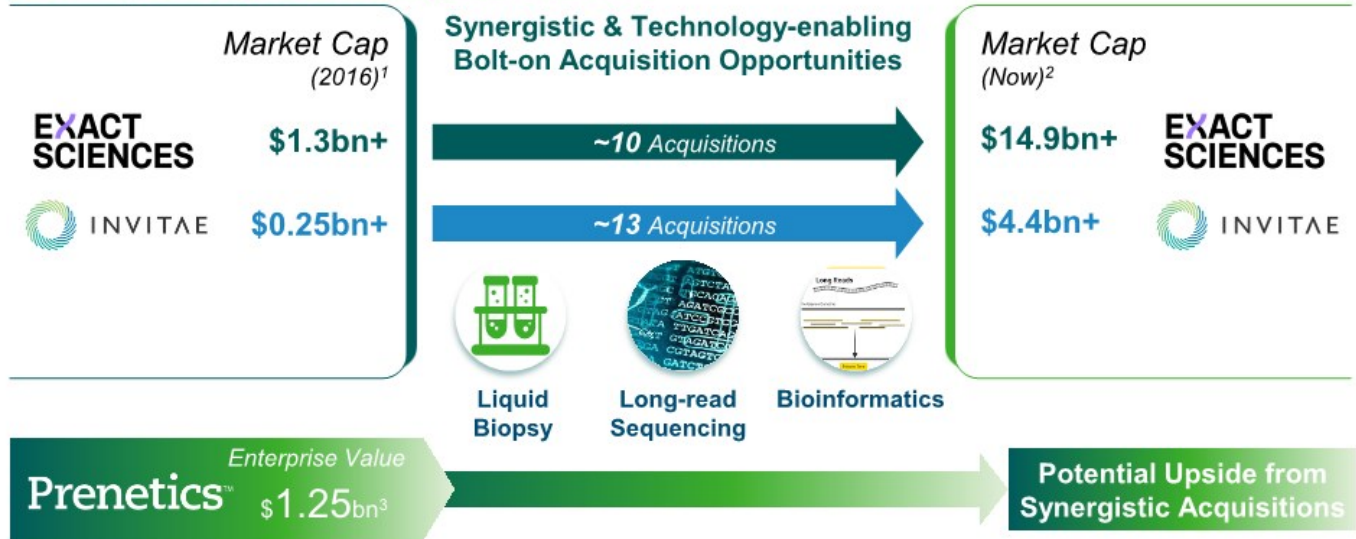 Synergistic & Technology-enabling
Bolt-on Acquisition Opportunities
Market Cap
(2016)¹
EXACT
SCIENCES
$1.3bn+
INVITAE
$0.25bn+
~10 Acquisitions
~13 Acquisitions
Market Cap
(Now)²
$14.9bn+
EXACT
SCIENCES
$4.4bn+
INVITAE
Long Reads
Liquid
Biopsy
Long-read
Sequencing
Bioinformatics
Prenetics™
Enterprise Value
$1.25bn³
Potential Upside from
Synergistic Acquisitions